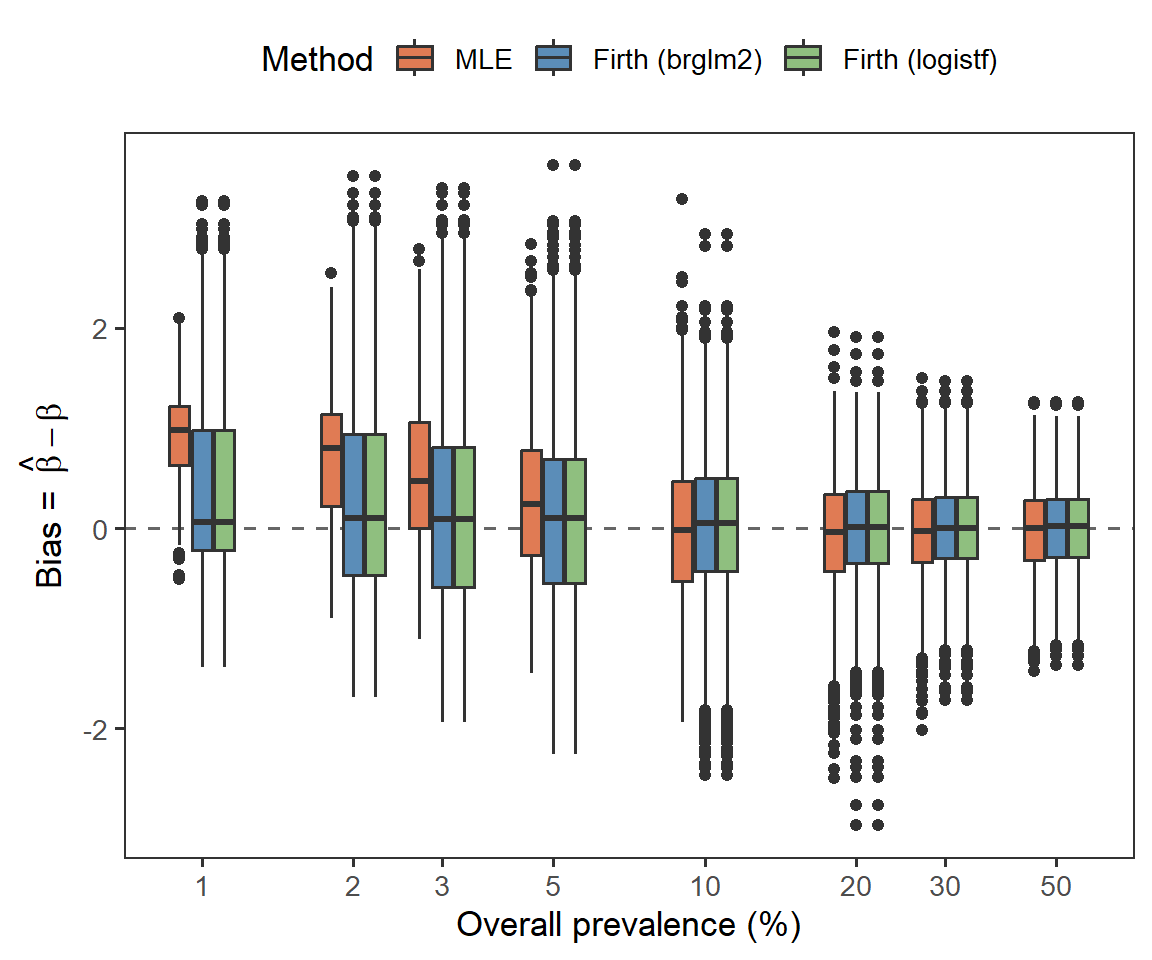 Method MLE Firth (brglm2) Firth (logistf)
Bias = β̂ − β
2
0
-2
1 2 3 5 10 20 30 50
Overall prevalence (%)